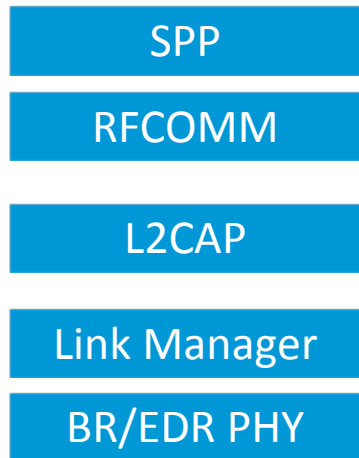 SPP
RFCOMM
L2CAP
Link Manager
BR/EDR PHY